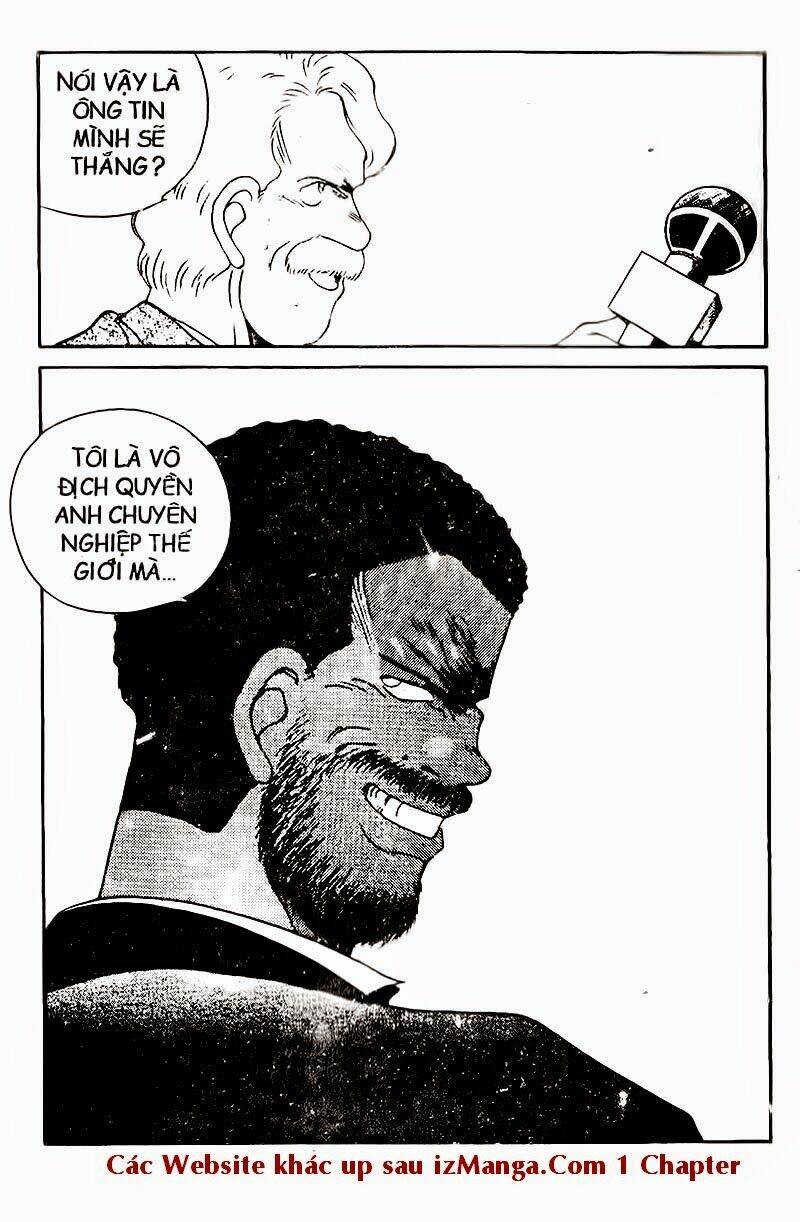 NÓI VẬY LÀ
ÔNG TIN
MÌNH SẼ
THẮNG?
TÔI LÀ VÔ
ĐỊCH QUYỀN
ANH CHUYÊN
NGHIỆP THẾ
GIỚI MÀ...
Các Website khác up sau izManga.Com 1 Chapter